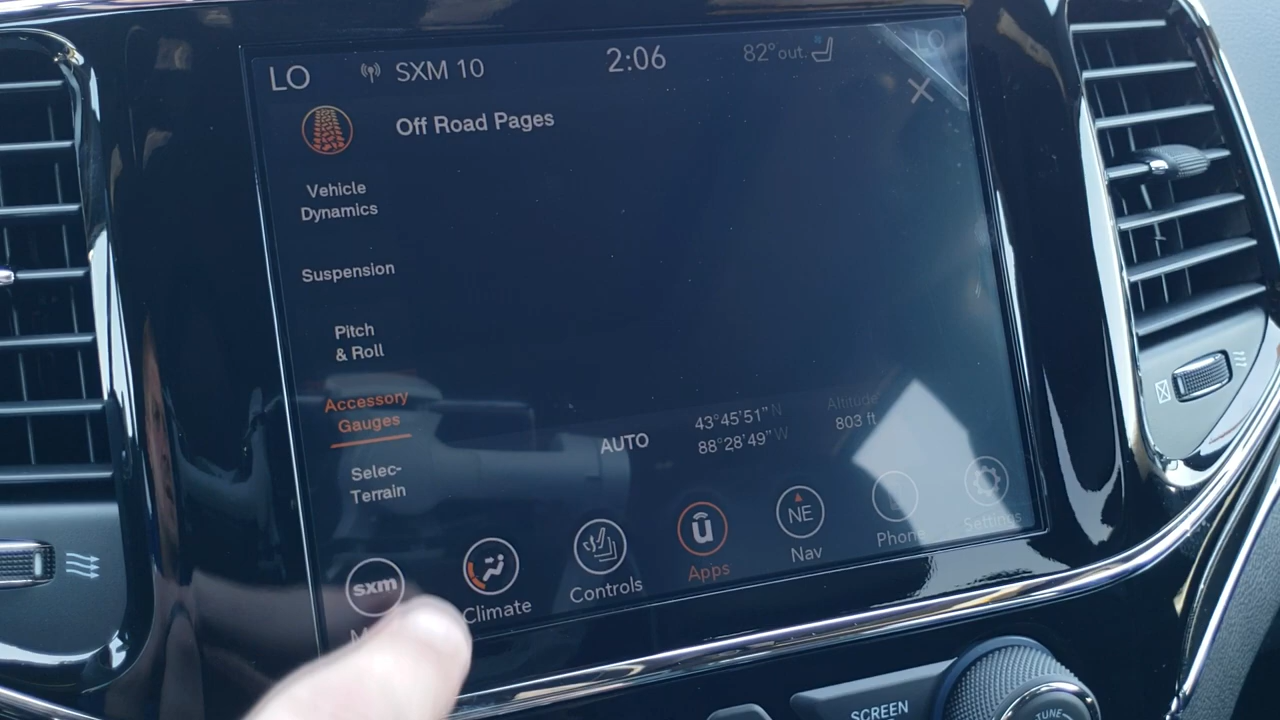 LO SXM 10 2:06 82° out. LO
Off Road Pages
Vehicle
Dynamics
Suspension
Pitch
& Roll
Accessory
Gauges
Selec-
Terrain
AUTO
43°45'51" N
88°28'49" W
Altitude
803 ft
sxm
Climate
Controls
Apps
NE
Nav
Phone
Settings
SCREEN
TUNE